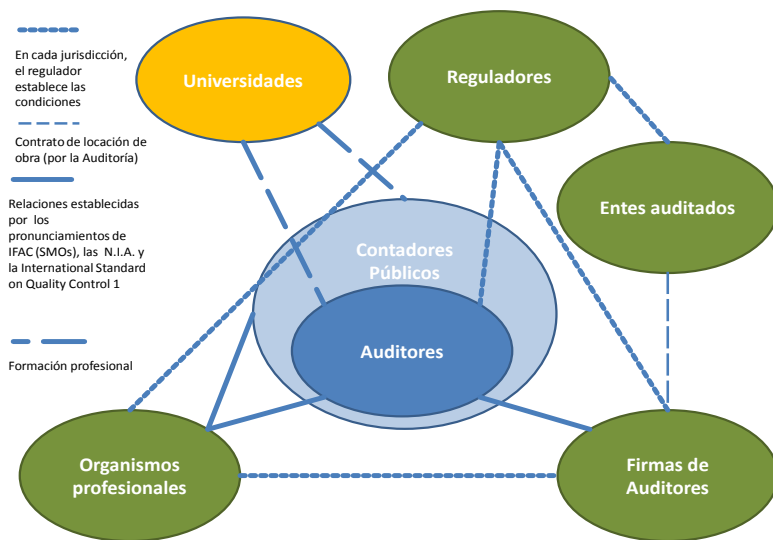 En cada jurisdicción,
el regulador
establece las
condiciones
Contrato de locación de
obra (por la Auditoría)
Relaciones establecidas
por los
pronunciamientos de
IFAC (SMOs), las N.I.A. y
la International Standard
on Quality Control 1
Formación profesional
Universidades
Reguladores
Entes auditados
Contadores
Públicos
Auditores
Organismos
profesionales
Firmas de
Auditores